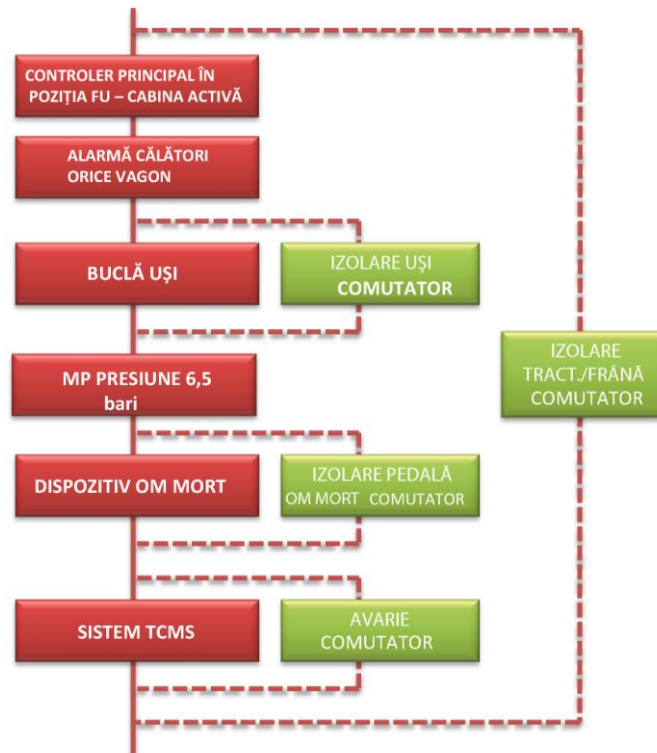 CONTROLER PRINCIPAL ÎN
POZIȚIA FU – CABINA ACTIVĂ
ALARMĂ CĂLĂTORI
ORICE VAGON
BUCLĂ UȘI
IZOLARE UȘI
COMUTATOR
MP PRESIUNE 6,5
bari
IZOLARE
TRACT./FRÂNĂ
COMUTATOR
DISPOZITIV OM MORT
IZOLARE PEDALĂ
OM MORT COMUTATOR
SISTEM TCMS
AVARIE
COMUTATOR